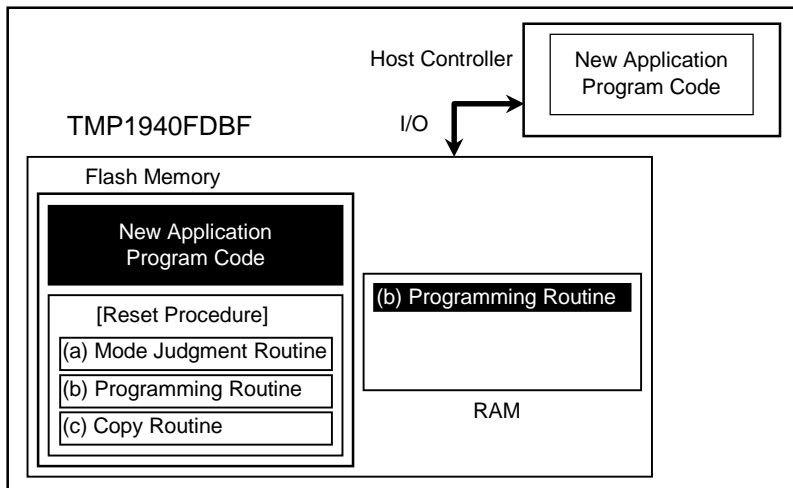 Host Controller
New Application
Program Code
I/O
TMP1940FDBF
Flash Memory
New Application
Program Code
[Reset Procedure]
(a) Mode Judgment Routine
(b) Programming Routine
(c) Copy Routine
(b) Programming Routine
RAM